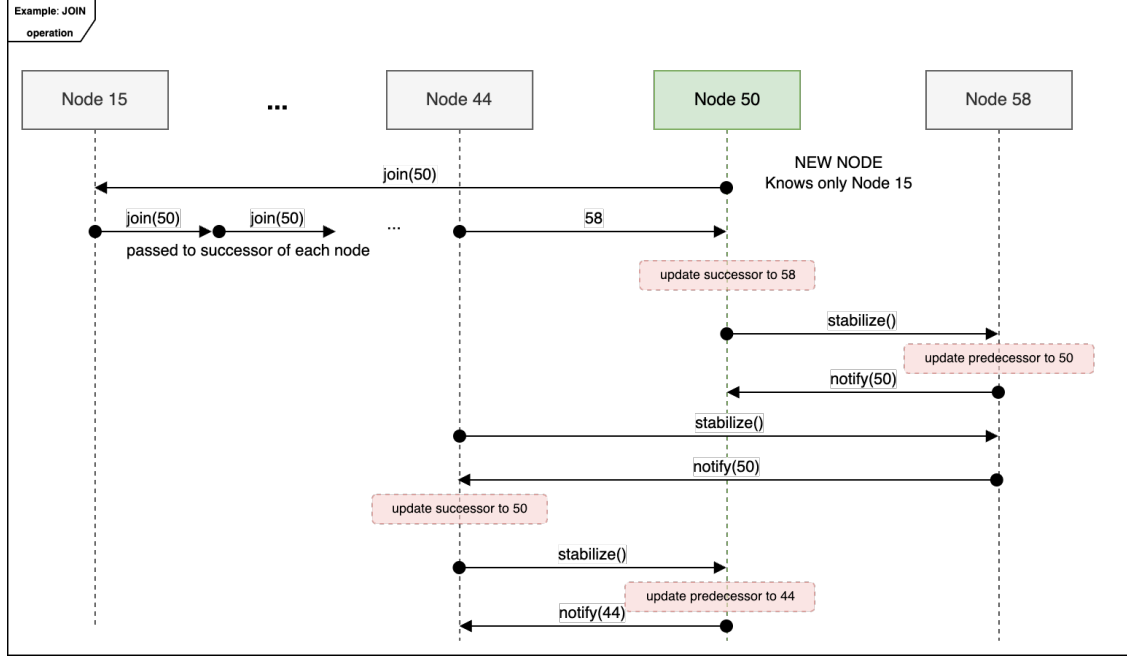 Example: JOIN
operation
Node 15
...
Node 44
Node 50
Node 58
NEW NODE
Knows only Node 15
join(50)
join(50)
join(50)
...
58
passed to successor of each node
update successor to 58
stabilize()
update predecessor to 50
notify(50)
stabilize()
notify(50)
update successor to 50
stabilize()
update predecessor to 44
notify(44)